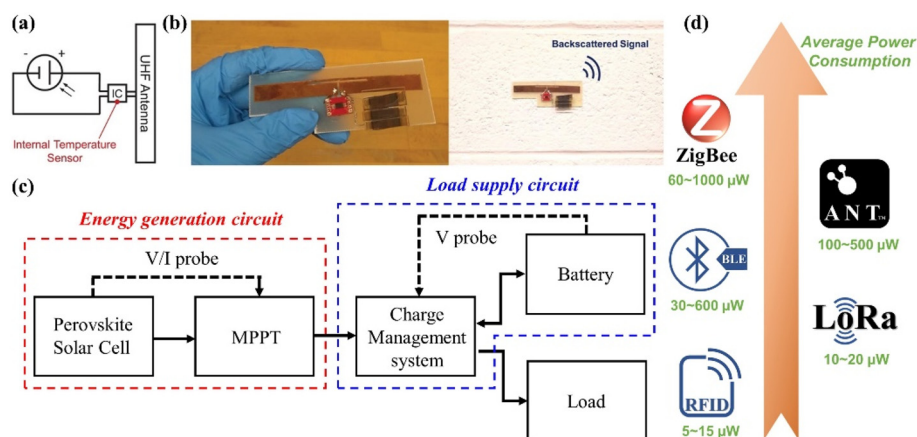 (a)
-
+
IC
UHF Antenna
Internal Temperature
Sensor
(b)
Backscattered Signal
(c)
Energy generation circuit
V/I probe
Perovskite
Solar Cell
MPPT
Load supply circuit
V probe
Charge
Management
system
Battery
Load
(d)
Average Power
Consumption
Z
ZigBee
60~1000 µW
ANT™
100~500 µW
BLE
30~600 µW
LoRa
10~20 µW
RFID
5~15 µW